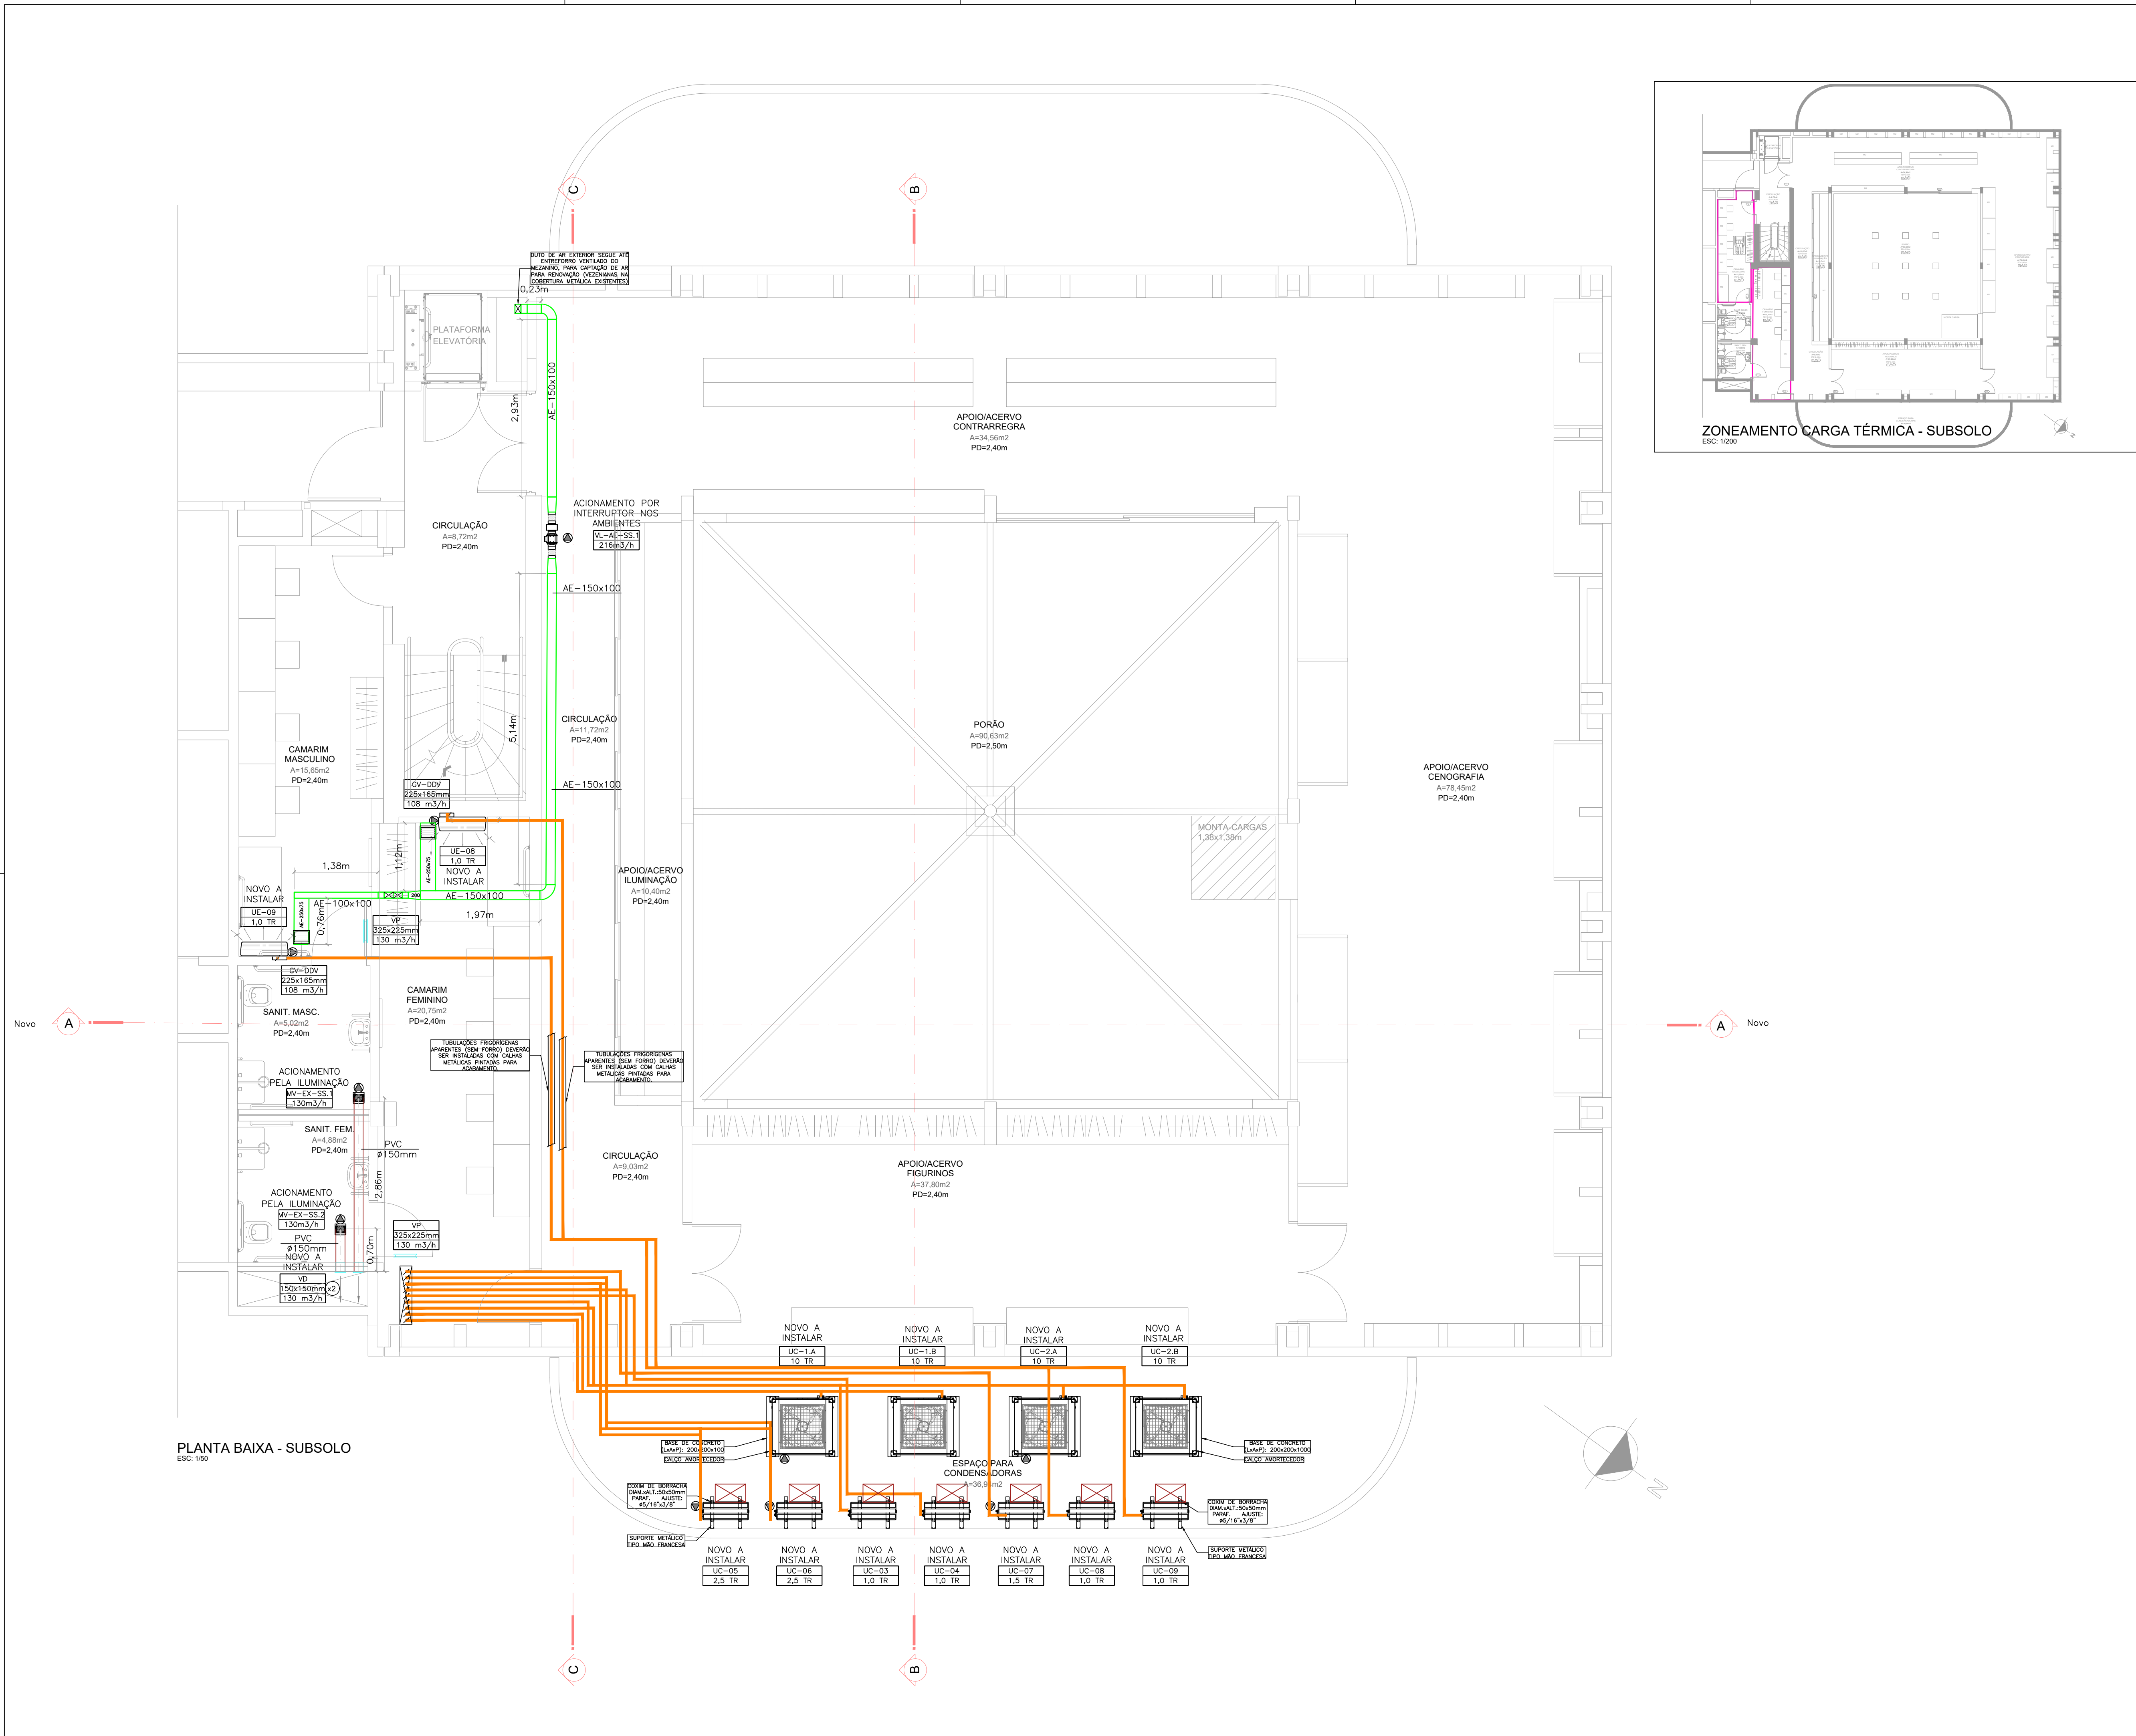 C
B
DUTO DE AR EXTERIOR SEGUE ATÉ
ENTREFORRO VENTILADO DO
MEZANINO, PARA CAPTAÇÃO DE AR
PARA RENOVAÇÃO (VEZENIANAS NA
COBERTURA METÁLICA EXISTENTES)
0,23m
PLATAFORMA
ELEVATÓRIA
2,93m
AE-150x100
APOIO/ACERVO
CONTRARREGRA
A=34,56m2
PD=2,40m
ZONEAMENTO CARGA TÉRMICA - SUBSOLO
ESC: 1/200
N
CIRCULAÇÃO
A=8,72m2
PD=2,40m
ACIONAMENTO POR
INTERRUPTOR NOS
AMBIENTES
VL-AE-SS.1
216m3/h
AE-150x100
5,14m
CIRCULAÇÃO
A=11,72m2
PD=2,40m
AE-150x100
CAMARIM
MASCULINO
A=15,65m2
PD=2,40m
PORÃO
A=90,63m2
PD=2,50m
APOIO/ACERVO
CENOGRAFIA
A=78,45m2
PD=2,40m
MONTA-CARGAS
1,38x1,38m
GV-DDV
225x165mm
108 m3/h
UE-08
1,0 TR
NOVO A
INSTALAR
1,12m
AE-250x75
1,38m
200
AE-150x100
1,97m
AE-100x100
AE-250x75
0,76m
NOVO A
INSTALAR
UE-09
1,0 TR
VP
325x225mm
130 m3/h
APOIO/ACERVO
ILUMINAÇÃO
A=10,40m2
PD=2,40m
GV-DDV
225x165mm
108 m3/h
SANIT. MASC.
A=5,02m2
PD=2,40m
CAMARIM
FEMININO
A=20,75m2
PD=2,40m
Novo
A
A
Novo
TUBULAÇÕES FRIGORÍGENAS
APARENTES (SEM FORRO) DEVERÃO
SER INSTALADAS COM CALHAS
METÁLICAS PINTADAS PARA
ACABAMENTO.
TUBULAÇÕES FRIGORÍGENAS
APARENTES (SEM FORRO) DEVERÃO
SER INSTALADAS COM CALHAS
METÁLICAS PINTADAS PARA
ACABAMENTO.
ACIONAMENTO
PELA ILUMINAÇÃO
MV-EX-SS.1
130m3/h
SANIT. FEM.
A=4,88m2
PD=2,40m
PVC
ø150mm
2,86m
ACIONAMENTO
PELA ILUMINAÇÃO
MV-EX-SS.2
130m3/h
PVC
ø150mm
0,70m
NOVO A
INSTALAR
VD
150x150mm
x2
130 m3/h
VP
325x225mm
130 m3/h
CIRCULAÇÃO
A=9,03m2
PD=2,40m
APOIO/ACERVO
FIGURINOS
A=37,80m2
PD=2,40m
NOVO A
INSTALAR
UC-1.A
10 TR
NOVO A
INSTALAR
UC-1.B
10 TR
NOVO A
INSTALAR
UC-2.A
10 TR
NOVO A
INSTALAR
UC-2.B
10 TR
PLANTA BAIXA - SUBSOLO
ESC: 1/50
BASE DE CONCRETO
(LxAxP): 200x200x100
CALÇO AMORTECEDOR
BASE DE CONCRETO
(LxAxP): 200x200x1000
CALÇO AMORTECEDOR
ESPAÇO PARA
CONDENSADORAS
COXIM DE BORRACHA
DIAM.xALT.:50x50mm
PARAF. AJUSTE:
ø5/16"x3/8"
COXIM DE BORRACHA
DIAM.xALT.:50x50mm
PARAF. AJUSTE:
ø5/16"x3/8"
SUPORTE METÁLICO
TIPO MÃO FRANCESA
SUPORTE METÁLICO
TIPO MÃO FRANCESA
N
NOVO A
INSTALAR
UC-05
2,5 TR
NOVO A
INSTALAR
UC-06
2,5 TR
NOVO A
INSTALAR
UC-03
1,0 TR
NOVO A
INSTALAR
UC-04
1,0 TR
NOVO A
INSTALAR
UC-07
1,5 TR
NOVO A
INSTALAR
UC-08
1,0 TR
NOVO A
INSTALAR
UC-09
1,0 TR
C
B